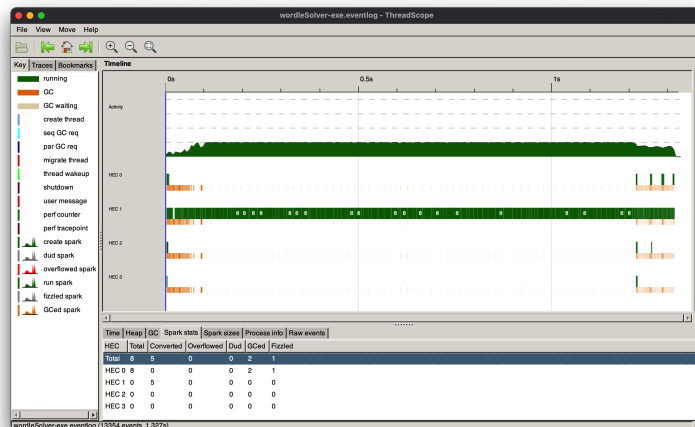 wordleSolver-exe.eventlog - ThreadScope
File View Move Help
Key Traces Bookmarks
running
GC
GC waiting
create thread
seq GC req
par GC req
migrate thread
thread wakeup
shutdown
user message
perf counter
perf tracepoint
create spark
dud spark
overflowed spark
run spark
fizzled spark
GCed spark
Timeline
0s 0.5s 1s
Activity
HEC 0
HEC 1
HEC 2
HEC 3
Time Heap GC Spark stats Spark sizes Process info Raw events
HEC Total Converted Overflowed Dud GCed Fizzled
Total 8 5 0 0 2 1
HEC 0 8 0 0 0 2 1
HEC 1 0 5 0 0 0 0
HEC 2 0 0 0 0 0 0
HEC 3 0 0 0 0 0 0
wordleSolver-exe.eventlog (13354 events, 1.327s)